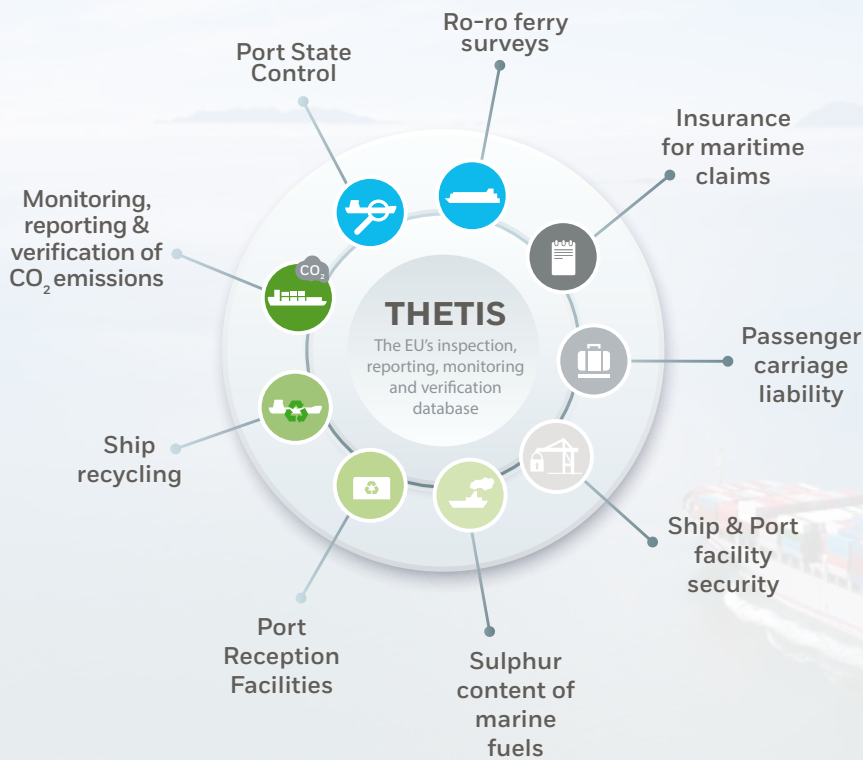 Ro-ro ferry
surveys
Port State
Control
Insurance
for maritime
claims
Monitoring,
reporting &
verification of
CO₂ emissions
CO₂
THETIS
The EU's inspection,
reporting, monitoring
and verification
database
Passenger
carriage
liability
Ship
recycling
Ship & Port
facility
security
Port
Reception
Facilities
Sulphur
content of
marine
fuels